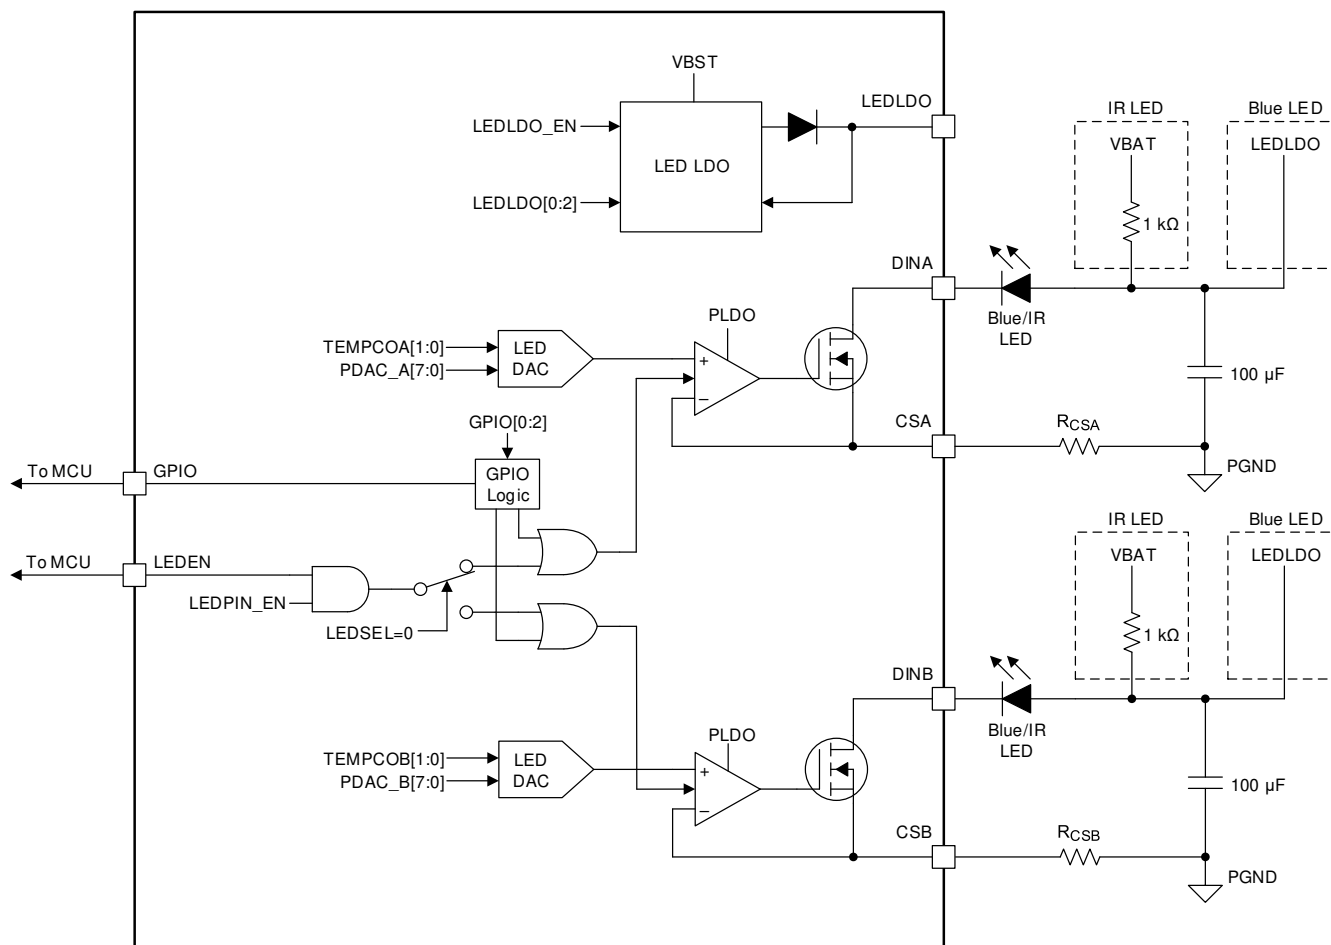 VBST
LEDLDO
IR LED
Blue LED
LEDLDO_EN
VBAT
LEDLDO
LED LDO
LEDLDO[0:2]
1 kΩ
DINA
PLDO
Blue/IR
LED
TEMPCOA[1:0]
LED
DAC
PDAC_A[7:0]
+
−
100 µF
GPIO[0:2]
CSA
RCSA
To MCU
GPIO
GPIO
Logic
PGND
IR LED
Blue LED
To MCU
LEDEN
VBAT
LEDLDO
LEDPIN_EN
LEDSEL=0
1 kΩ
DINB
PLDO
Blue/IR
LED
TEMPCOB[1:0]
LED
DAC
PDAC_B[7:0]
+
−
100 µF
CSB
RCSB
PGND